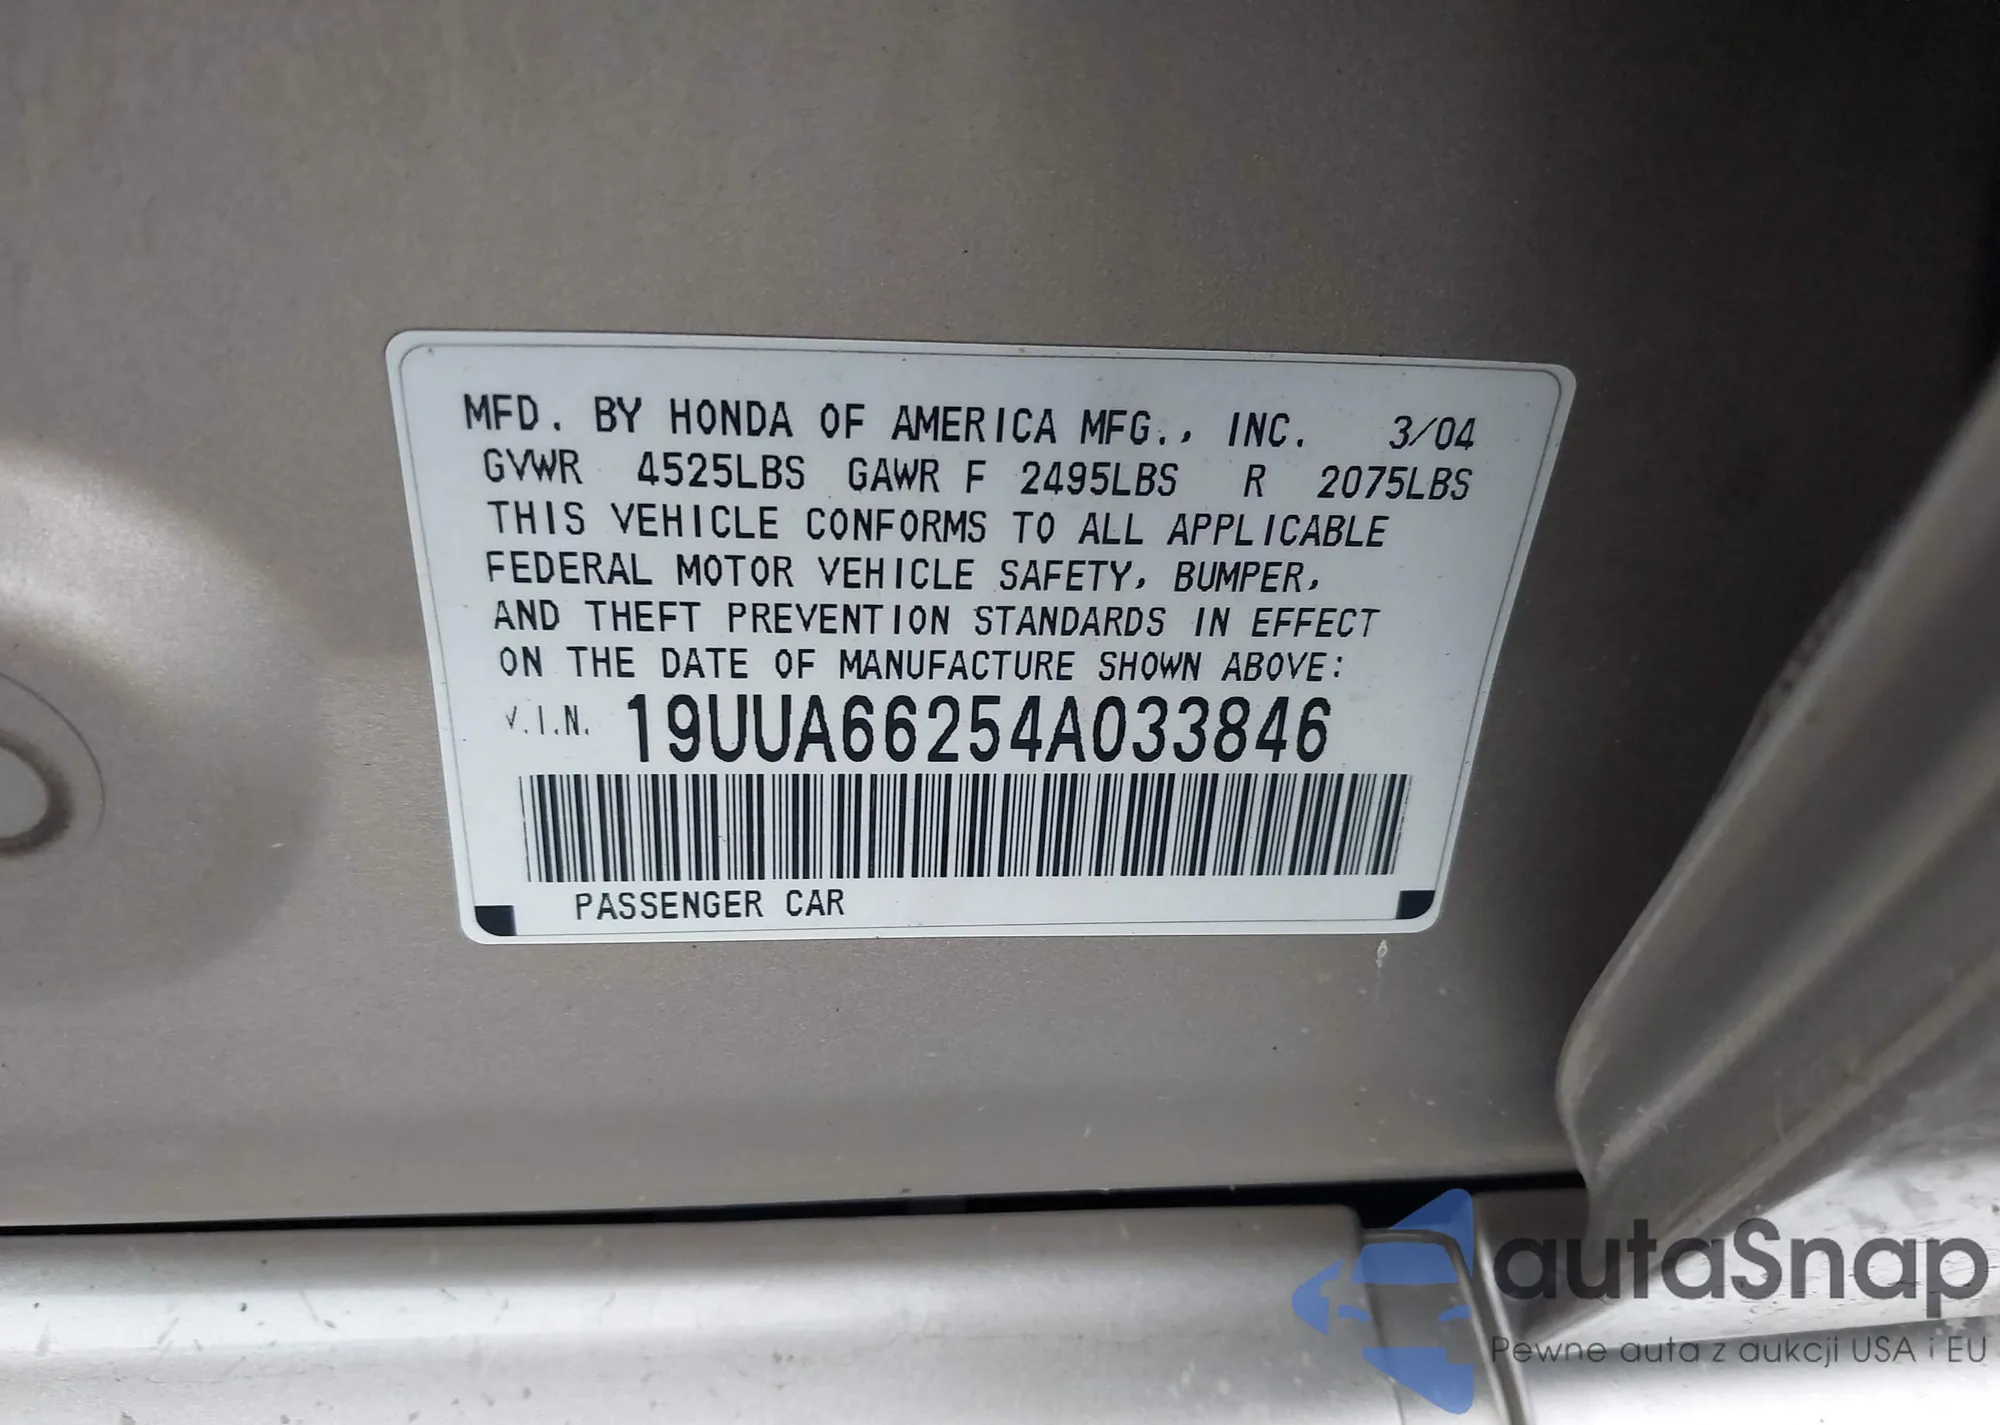 MFD. BY HONDA OF AMERICA MFG., INC. 3/04
GVWR 4525LBS GAWR F 2495LBS R 2075LBS
THIS VEHICLE CONFORMS TO ALL APPLICABLE
FEDERAL MOTOR VEHICLE SAFETY, BUMPER,
AND THEFT PREVENTION STANDARDS IN EFFECT
ON THE DATE OF MANUFACTURE SHOWN ABOVE:
V.I.N. 19UUA66254A033846
PASSENGER CAR
autoSnap
Pewne auta z aukcji USA i EU